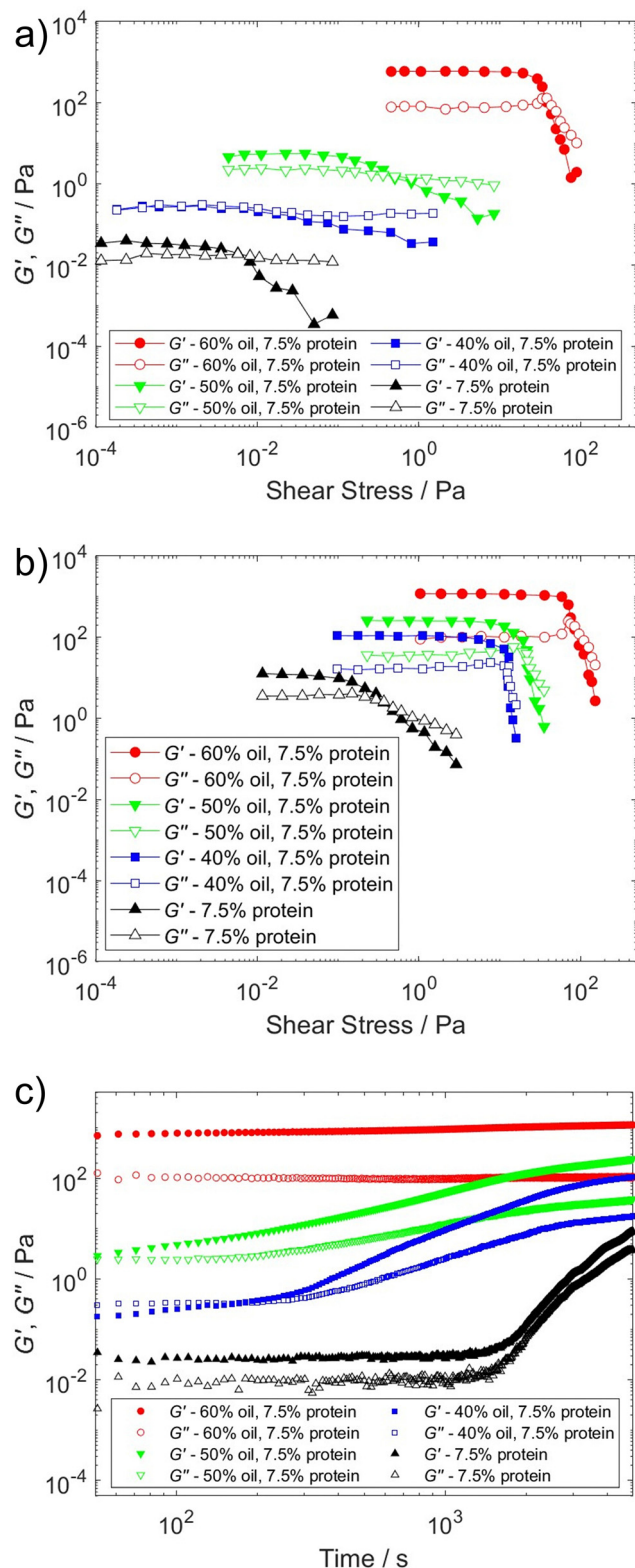 a)
10^4
10^2
10^0
10^-2
10^-4
10^-6
G', G'' / Pa
G' - 60% oil, 7.5% protein
G'' - 60% oil, 7.5% protein
G' - 50% oil, 7.5% protein
G'' - 50% oil, 7.5% protein
G' - 40% oil, 7.5% protein
G'' - 40% oil, 7.5% protein
G' - 7.5% protein
G'' - 7.5% protein
10^-4 10^-2 10^0 10^2
Shear Stress / Pa
b)
10^4
10^2
10^0
10^-2
10^-4
10^-6
G', G'' / Pa
G' - 60% oil, 7.5% protein
G'' - 60% oil, 7.5% protein
G' - 50% oil, 7.5% protein
G'' - 50% oil, 7.5% protein
G' - 40% oil, 7.5% protein
G'' - 40% oil, 7.5% protein
G' - 7.5% protein
G'' - 7.5% protein
10^-4 10^-2 10^0 10^2
Shear Stress / Pa
c)
10^2
10^0
10^-2
10^-4
G', G'' / Pa
G' - 60% oil, 7.5% protein
G'' - 60% oil, 7.5% protein
G' - 50% oil, 7.5% protein
G'' - 50% oil, 7.5% protein
G' - 40% oil, 7.5% protein
G'' - 40% oil, 7.5% protein
G' - 7.5% protein
G'' - 7.5% protein
10^2 10^3
Time / s